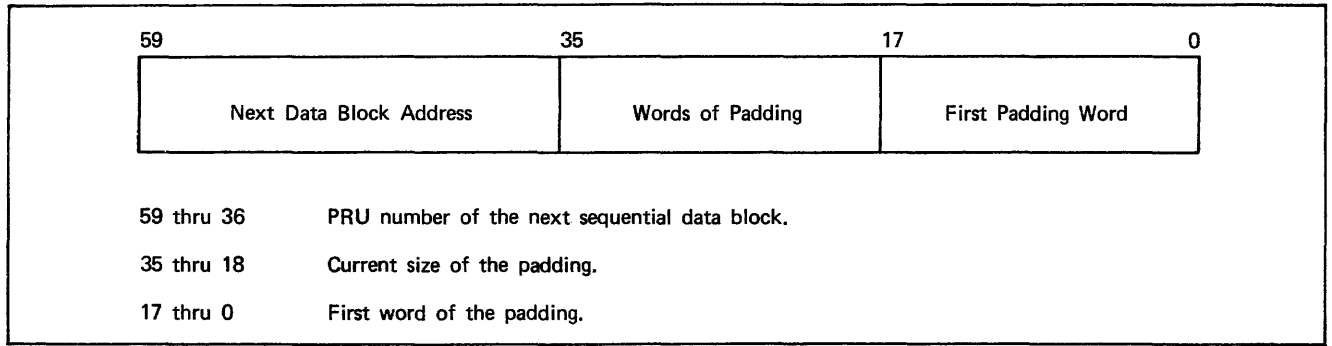 59 35 17 0
Next Data Block Address Words of Padding First Padding Word
59 thru 36 PRU number of the next sequential data block.
35 thru 18 Current size of the padding.
17 thru 0 First word of the padding.